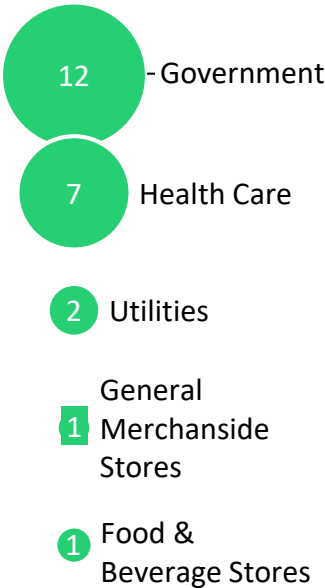 12 -Government
7 Health Care
2 Utilities
General
1 Merchanside
Stores
1 Food &
Beverage Stores